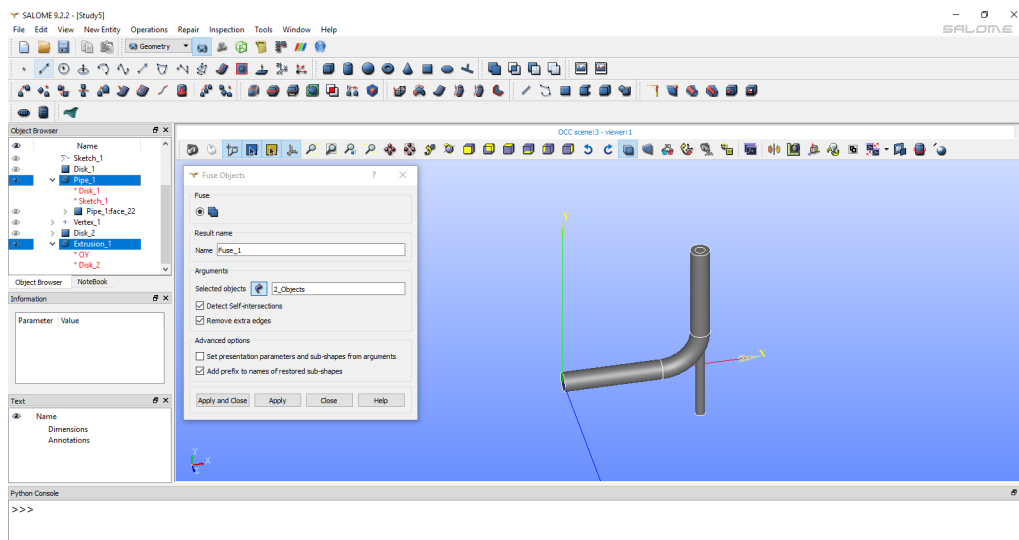 SALOME 9.2.2 - [Study5]
File Edit View New Entity Operations Repair Inspection Tools Window Help
SALOME
Geometry
Object Browser
OCC scene:3 - viewer:1
Name
Sketch_1
Disk_1
Pipe_1
* Disk_1
* Sketch_1
Pipe_1:face_22
Vertex_1
Disk_2
Extrusion_1
* OY
* Disk_2
Object Browser NoteBook
Information
Parameter Value
Text
Name
Dimensions
Annotations
Fuse Objects ?
Fuse
Result name
Name Fuse_1
Arguments
Selected objects 2_Objects
Detect Self-intersections
Remove extra edges
Advanced options
Set presentation parameters and sub-shapes from arguments
Add prefix to names of restored sub-shapes
Apply and Close Apply Close Help
Y
X
Y
X
Z
Python Console
>>>